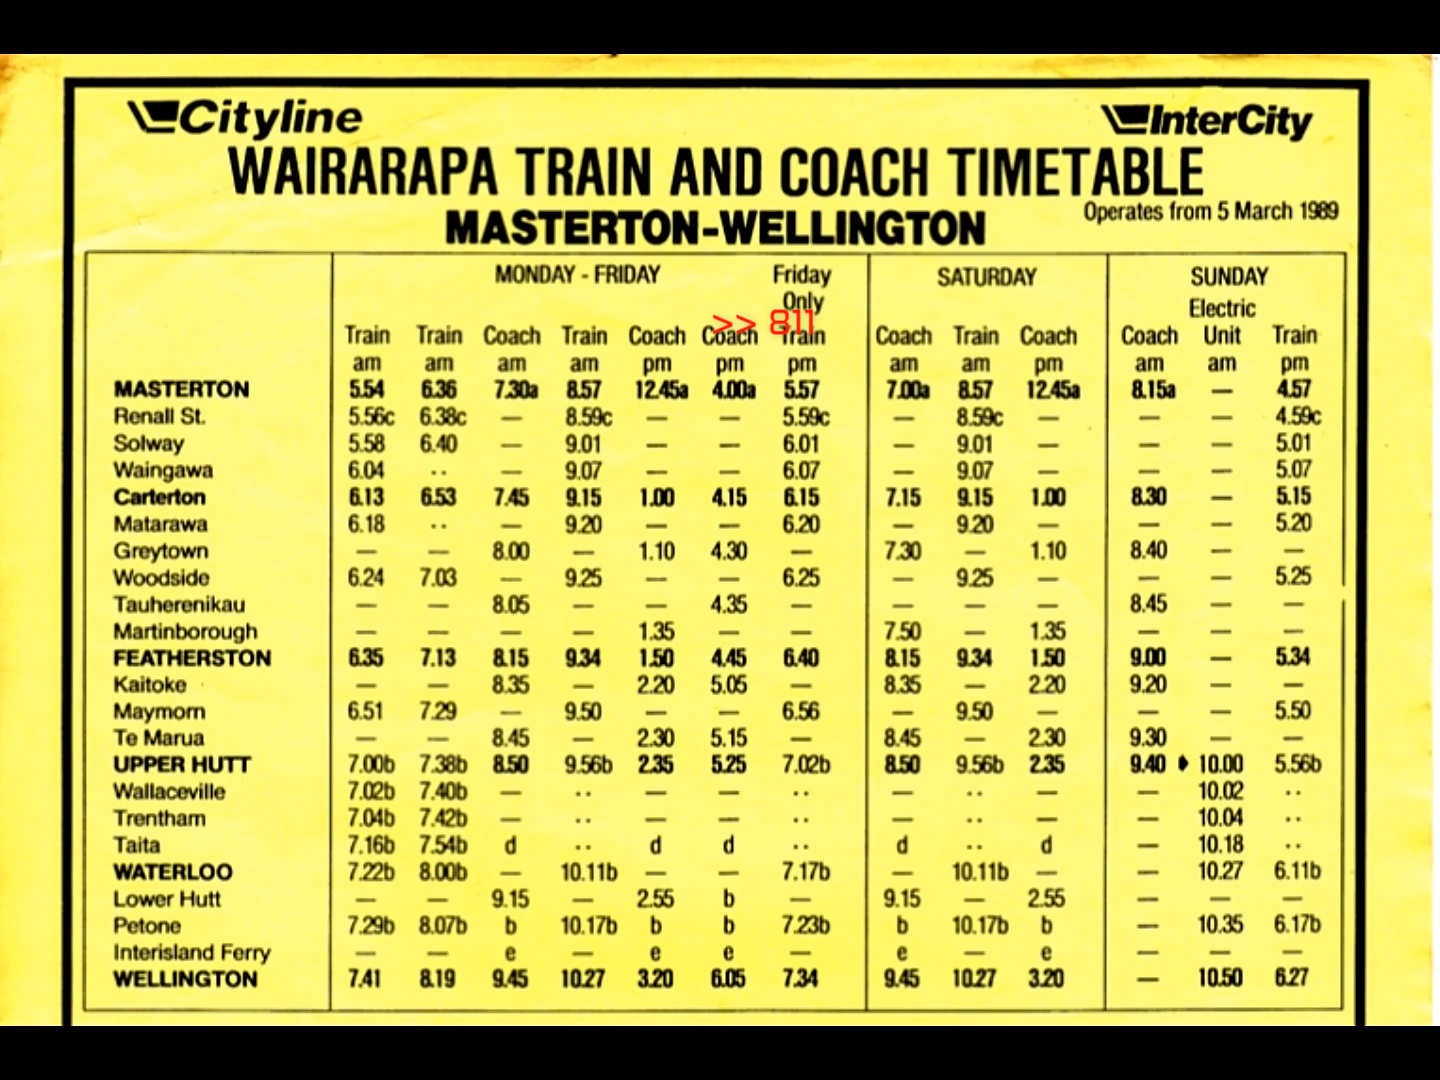 Cityline InterCity
WAIRARAPA TRAIN AND COACH TIMETABLE
Operates from 5 March 1989
MASTERTON-WELLINGTON
MONDAY - FRIDAY Friday SATURDAY SUNDAY
Only Electric
>> 811
Train Train Coach Train Coach Coach Train Coach Train Coach Coach Unit Train
am am am am pm pm pm am am pm am am pm
MASTERTON 5.54 6.36 7.30a 8.57 12.45a 4.00a 5.57 7.00a 8.57 12.45a 8.15a — 4.57
Renall St. 5.56c 6.38c — 8.59c — — 5.59c — 8.59c — — — 4.59c
Solway 5.58 6.40 — 9.01 — — 6.01 — 9.01 — — — 5.01
Waingawa 6.04 .. — 9.07 — — 6.07 — 9.07 — — — 5.07
Carterton 6.13 6.53 7.45 9.15 1.00 4.15 6.15 7.15 9.15 1.00 8.30 — 5.15
Matarawa 6.18 .. — 9.20 — — 6.20 — 9.20 — — — 5.20
Greytown — — 8.00 — 1.10 4.30 — 7.30 — 1.10 8.40 — —
Woodside 6.24 7.03 — 9.25 — — 6.25 — 9.25 — — — 5.25
Tauherenikau — — 8.05 — — 4.35 — — — — 8.45 — —
Martinborough — — — — 1.35 — — 7.50 — 1.35 — — —
FEATHERSTON 6.35 7.13 8.15 9.34 1.50 4.45 6.40 8.15 9.34 1.50 9.00 — 5.34
Kaitoke — — 8.35 — 2.20 5.05 — 8.35 — 2.20 9.20 — —
Maymorn 6.51 7.29 — 9.50 — — 6.56 — 9.50 — — — 5.50
Te Marua — — 8.45 — 2.30 5.15 — 8.45 — 2.30 9.30 — —
UPPER HUTT 7.00b 7.38b 8.50 9.56b 2.35 5.25 7.02b 8.50 9.56b 2.35 9.40 10.00 5.56b
Wallaceville 7.02b 7.40b — .. — — .. — .. — — 10.02 ..
Trentham 7.04b 7.42b — .. — — .. — .. — — 10.04 ..
Taita 7.16b 7.54b d .. d d .. d .. d — 10.18 ..
WATERLOO 7.22b 8.00b — 10.11b — — 7.17b — 10.11b — — 10.27 6.11b
Lower Hutt — — 9.15 — 2.55 b — 9.15 — 2.55 — — —
Petone 7.29b 8.07b b 10.17b b b 7.23b b 10.17b b — 10.35 6.17b
Interisland Ferry — — e — e e — e — e — — —
WELLINGTON 7.41 8.19 9.45 10.27 3.20 6.05 7.34 9.45 10.27 3.20 — 10.50 6.27